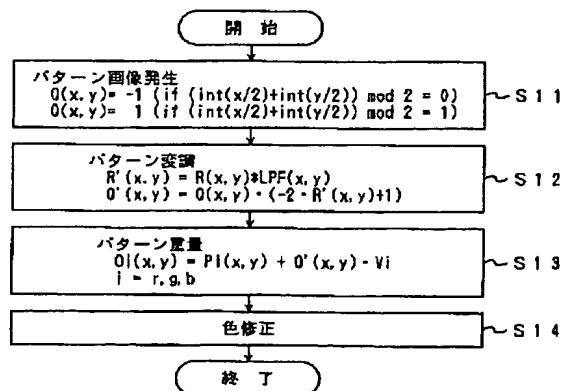 開 始
パターン画像発生
Q(x,y)= -1 (if (int(x/2)+int(y/2)) mod 2 = 0)
Q(x,y)= 1 (if (int(x/2)+int(y/2)) mod 2 = 1)
~S11
パターン変調
R'(x,y) = R(x,y)*LPF(x,y)
Q'(x,y) = Q(x,y)・(-2・R'(x,y)+1)
~S12
パターン重畳
Oi(x,y) = Pi(x,y) + Q'(x,y)・Vi
i = r,g,b
~S13
色修正
~S14
終 了